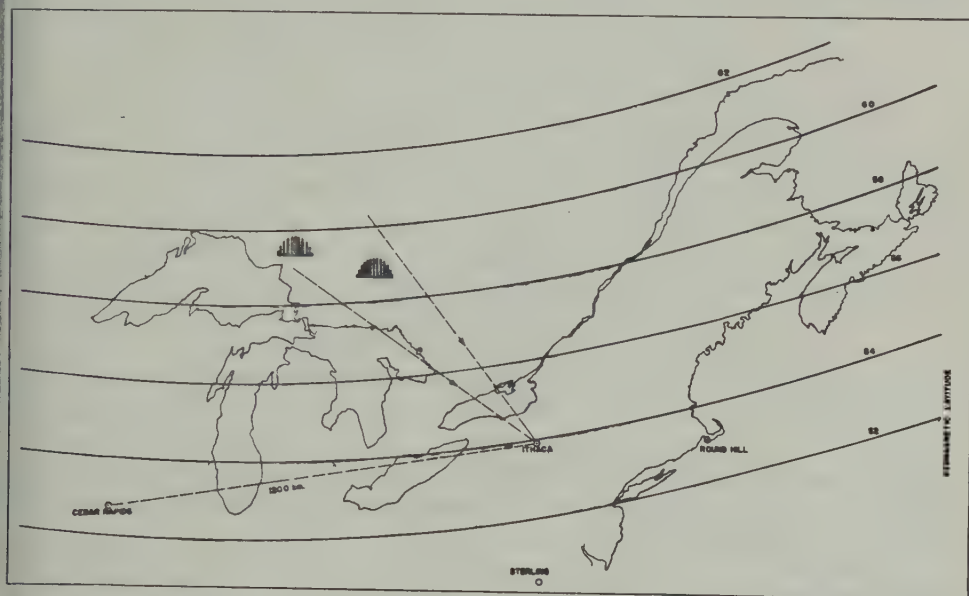 62
60
58
56
54
ITHACA
ROUND HILL
52
1200 km.
CEDAR RAPIDS
STERLING
GEOMAGNETIC LATITUDE